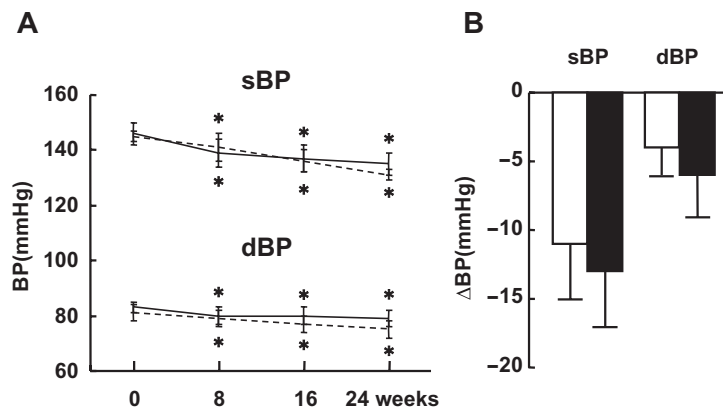 A
sBP
160
140
120
100
80
60
BP(mmHg)
* * *
* * *
dBP
* * *
* * *
0 8 16 24 weeks
B
sBP dBP
0
−5
−10
−15
−20
△BP(mmHg)